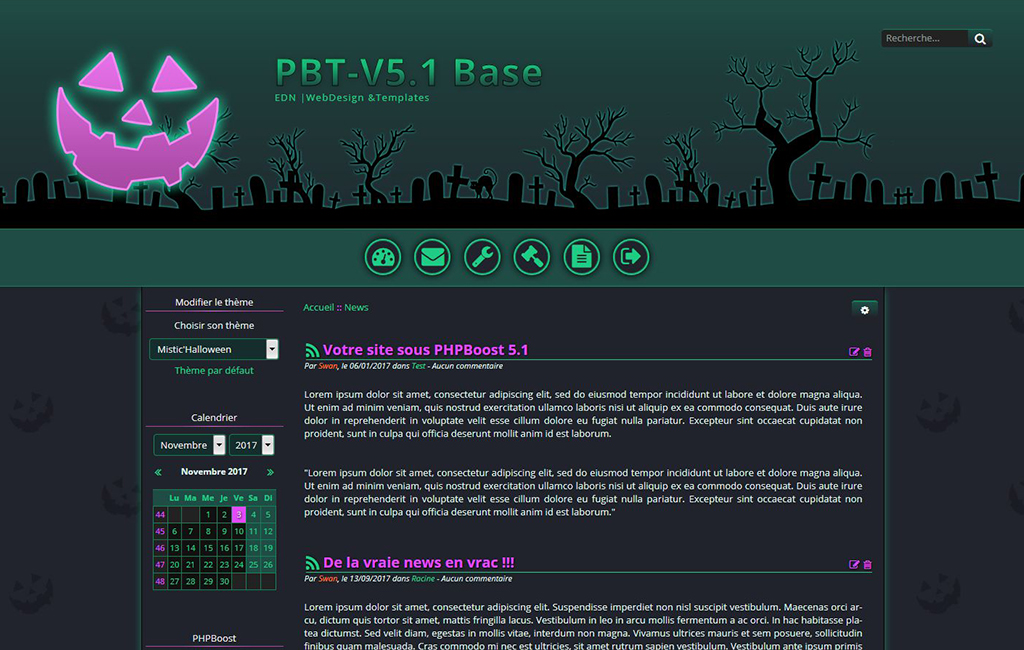 Recherche...
PBT-V5.1 Base
EDN |WebDesign &Templates
Modifier le thème
Choisir son thème
Mistic'Halloween
Thème par défaut
Calendrier
Novembre 2017
« Novembre 2017 »
Lu Ma Me Je Ve Sa Di
44 1 2 3 4 5
45 6 7 8 9 10 11 12
46 13 14 15 16 17 18 19
47 20 21 22 23 24 25 26
48 27 28 29 30
PHPBoost
Accueil :: News
Votre site sous PHPBoost 5.1
Par Swan, le 06/01/2017 dans Test - Aucun commentaire
Lorem ipsum dolor sit amet, consectetur adipiscing elit, sed do eiusmod tempor incididunt ut labore et dolore magna aliqua.
Ut enim ad minim veniam, quis nostrud exercitation ullamco laboris nisi ut aliquip ex ea commodo consequat. Duis aute irure
dolor in reprehenderit in voluptate velit esse cillum dolore eu fugiat nulla pariatur. Excepteur sint occaecat cupidatat non
proident, sunt in culpa qui officia deserunt mollit anim id est laborum.
"Lorem ipsum dolor sit amet, consectetur adipiscing elit, sed do eiusmod tempor incididunt ut labore et dolore magna aliqua.
Ut enim ad minim veniam, quis nostrud exercitation ullamco laboris nisi ut aliquip ex ea commodo consequat. Duis aute irure
dolor in reprehenderit in voluptate velit esse cillum dolore eu fugiat nulla pariatur. Excepteur sint occaecat cupidatat non
proident, sunt in culpa qui officia deserunt mollit anim id est laborum."
De la vraie news en vrac !!!
Par Swan, le 13/09/2017 dans Racine - Aucun commentaire
Lorem ipsum dolor sit amet, consectetur adipiscing elit. Suspendisse imperdiet non nisl suscipit vestibulum. Maecenas orci ar-
cu, dictum quis tortor sit amet, mattis fringilla lacus. Vestibulum in leo in arcu mollis fermentum a ac orci. In hac habitasse pla-
tea dictumst. Sed velit diam, egestas in mollis vitae, interdum non magna. Vivamus ultrices mauris et sem posuere, sollicitudin
finibus quam malesuada. Cras commodo mi nec est ultricies, sit amet rutrum sapien vestibulum. Vestibulum ante ipsum primis